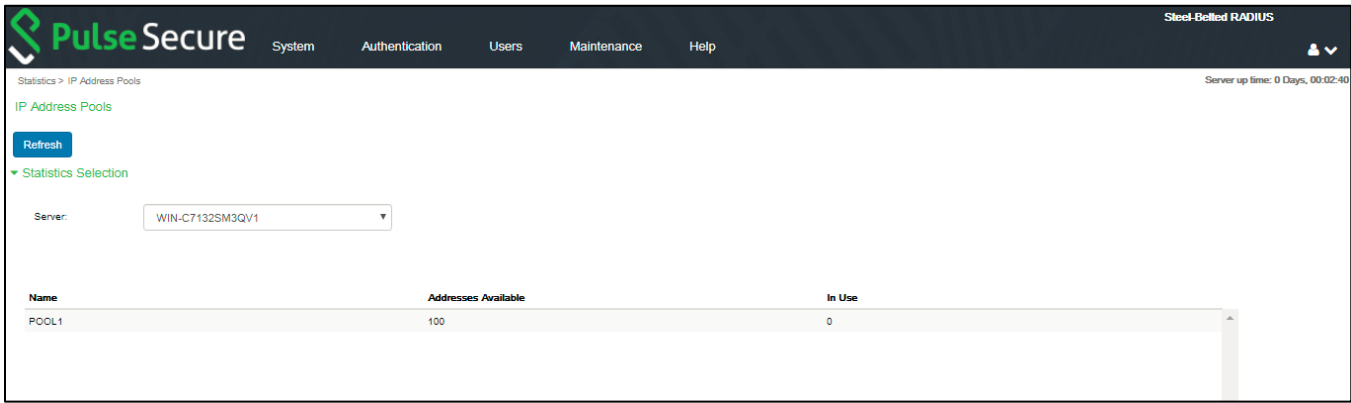 Steel-Belted RADIUS
Pulse Secure System Authentication Users Maintenance Help
Statistics > IP Address Pools Server up time: 0 Days, 00:02:40
IP Address Pools
Refresh
Statistics Selection
Server: WIN-C7132SM3QV1
Name Addresses Available In Use
POOL1 100 0